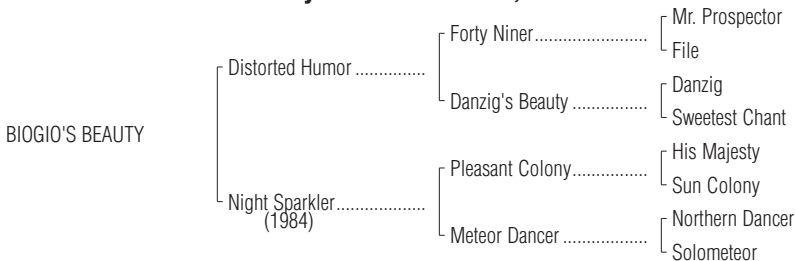 Mr. Prospector
Forty Niner
File
Distorted Humor
Danzig
Danzig's Beauty
Sweetest Chant
BIOGIO'S BEAUTY
His Majesty
Pleasant Colony
Sun Colony
Night Sparkler
(1984)
Northern Dancer
Meteor Dancer
Solometeor